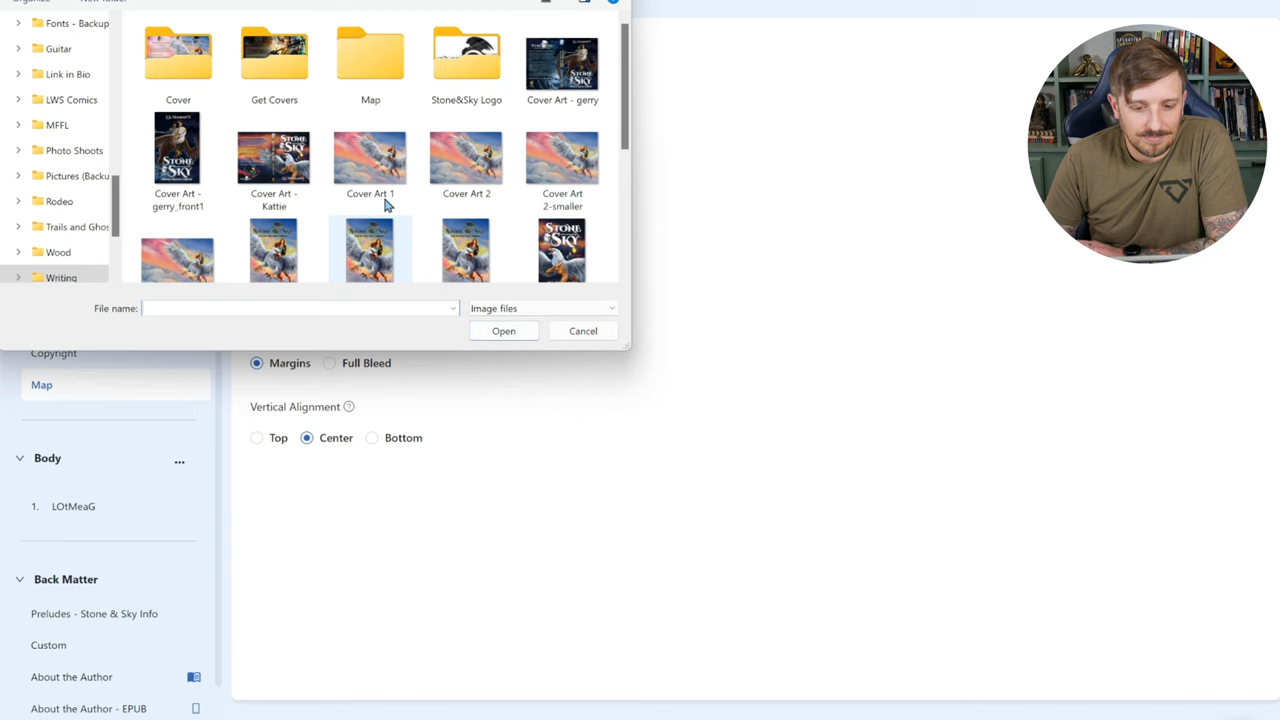 Fonts - Backup
Guitar
Link in Bio
LWS Comics
MFFL
Photo Shoots
Pictures (Backu
Rodeo
Trails and Ghos
Wood
Writing
Cover
Get Covers
Map
Stone&Sky Logo
Cover Art - gerry
Cover Art -
gerry_front1
Cover Art -
Kattie
Cover Art 1
Cover Art 2
Cover Art
2-smaller
STONE
SKY
File name:
Image files
Open
Cancel
Copyright
Map
Margins
Full Bleed
Vertical Alignment
Top
Center
Bottom
Body
...
1. LOtMeaG
Back Matter
Preludes - Stone & Sky Info
Custom
About the Author
About the Author - EPUB